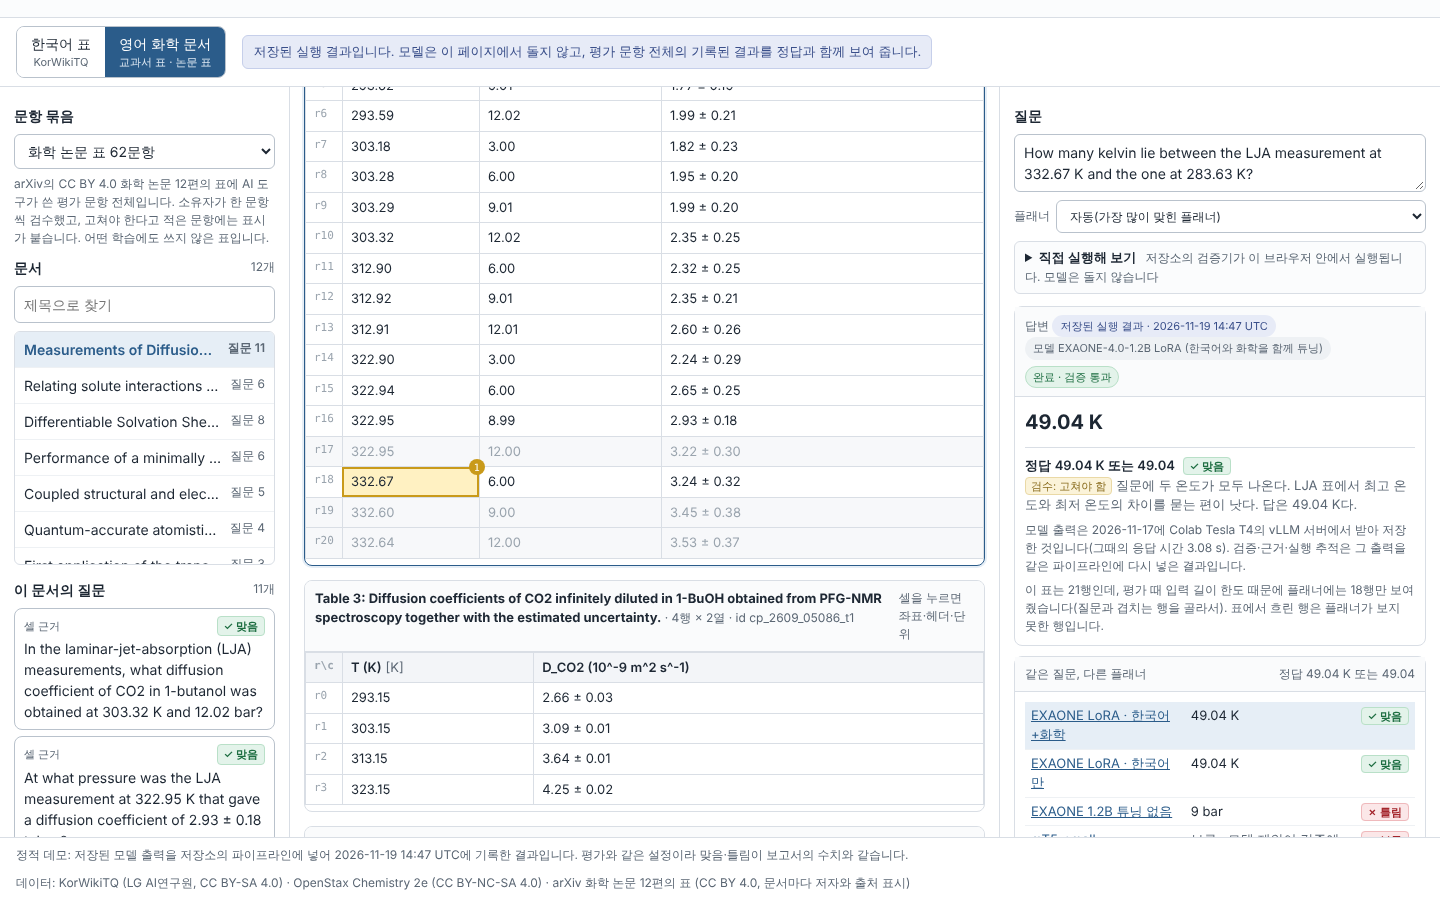 한국어 표
KorWikiTQ
영어 화학 문서
교과서 표 · 논문 표
저장된 실행 결과입니다. 모델은 이 페이지에서 돌지 않고, 평가 문항 전체의 기록된 결과를 정답과 함께 보여 줍니다.
문항 묶음
화학 논문 표 62문항
arXiv의 CC BY 4.0 화학 논문 12편의 표에 AI 도
구가 쓴 평가 문항 전체입니다. 소유자가 한 문항
씩 검수했고, 고쳐야 한다고 적은 문항에는 표시
가 붙습니다. 어떤 학습에도 쓰지 않은 표입니다.
문서 12개
제목으로 찾기
Measurements of Diffusio... 질문 11
Relating solute interactions ... 질문 6
Differentiable Solvation She... 질문 8
Performance of a minimally ... 질문 6
Coupled structural and elec... 질문 5
Quantum-accurate atomisti... 질문 4
이 문서의 질문 11개
셀 근거 ✓ 맞음
In the laminar-jet-absorption (LJA)
measurements, what diffusion
coefficient of CO2 in 1-butanol was
obtained at 303.32 K and 12.02 bar?
셀 근거 ✓ 맞음
At what pressure was the LJA
measurement at 322.95 K that gave
a diffusion coefficient of 2.93 ± 0.18
r6 293.59 12.02 1.99 ± 0.21
r7 303.18 3.00 1.82 ± 0.23
r8 303.28 6.00 1.95 ± 0.20
r9 303.29 9.01 1.99 ± 0.20
r10 303.32 12.02 2.35 ± 0.25
r11 312.90 6.00 2.32 ± 0.25
r12 312.92 9.01 2.35 ± 0.21
r13 312.91 12.01 2.60 ± 0.26
r14 322.90 3.00 2.24 ± 0.29
r15 322.94 6.00 2.65 ± 0.25
r16 322.95 8.99 2.93 ± 0.18
r17 322.95 12.00 3.22 ± 0.30
r18 332.67 1 6.00 3.24 ± 0.32
r19 332.60 9.00 3.45 ± 0.38
r20 332.64 12.00 3.53 ± 0.37
Table 3: Diffusion coefficients of CO2 infinitely diluted in 1-BuOH obtained from PFG-NMR
spectroscopy together with the estimated uncertainty. · 4행 × 2열 · id cp_2609_05086_t1
셀을 누르면
좌표·헤더·단
위
r\c T (K) [K] D_CO2 (10^-9 m^2 s^-1)
r0 293.15 2.66 ± 0.03
r1 303.15 3.09 ± 0.01
r2 313.15 3.64 ± 0.01
r3 323.15 4.25 ± 0.02
질문
How many kelvin lie between the LJA measurement at
332.67 K and the one at 283.63 K?
플래너 자동(가장 많이 맞힌 플래너)
▶ 직접 실행해 보기 저장소의 검증기가 이 브라우저 안에서 실행됩니
다. 모델은 돌지 않습니다
답변 저장된 실행 결과 · 2026-11-19 14:47 UTC
모델 EXAONE-4.0-1.2B LoRA (한국어와 화학을 함께 튜닝)
완료 · 검증 통과
49.04 K
정답 49.04 K 또는 49.04 ✓ 맞음
검수: 고쳐야 함 질문에 두 온도가 모두 나온다. LJA 표에서 최고 온
도와 최저 온도의 차이를 묻는 편이 낫다. 답은 49.04 K다.
모델 출력은 2026-11-17에 Colab Tesla T4의 vLLM 서버에서 받아 저장
한 것입니다(그때의 응답 시간 3.08 s). 검증·근거·실행 추적은 그 출력을
같은 파이프라인에 다시 넣은 결과입니다.
이 표는 21행인데, 평가 때 입력 길이 한도 때문에 플래너에는 18행만 보여
줬습니다(질문과 겹치는 행을 골라서). 표에서 흐린 행은 플래너가 보지
못한 행입니다.
같은 질문, 다른 플래너 정답 49.04 K 또는 49.04
EXAONE LoRA · 한국어
+화학
49.04 K ✓ 맞음
EXAONE LoRA · 한국어
만
49.04 K ✓ 맞음
EXAONE 1.2B 튜닝 없음 9 bar × 틀림
정적 데모: 저장된 모델 출력을 저장소의 파이프라인에 넣어 2026-11-19 14:47 UTC에 기록한 결과입니다. 평가와 같은 설정이라 맞음·틀림이 보고서의 수치와 같습니다.
데이터: KorWikiTQ (LG AI연구원, CC BY-SA 4.0) · OpenStax Chemistry 2e (CC BY-NC-SA 4.0) · arXiv 화학 논문 12편의 표 (CC BY 4.0, 문서마다 저자와 출처 표시)